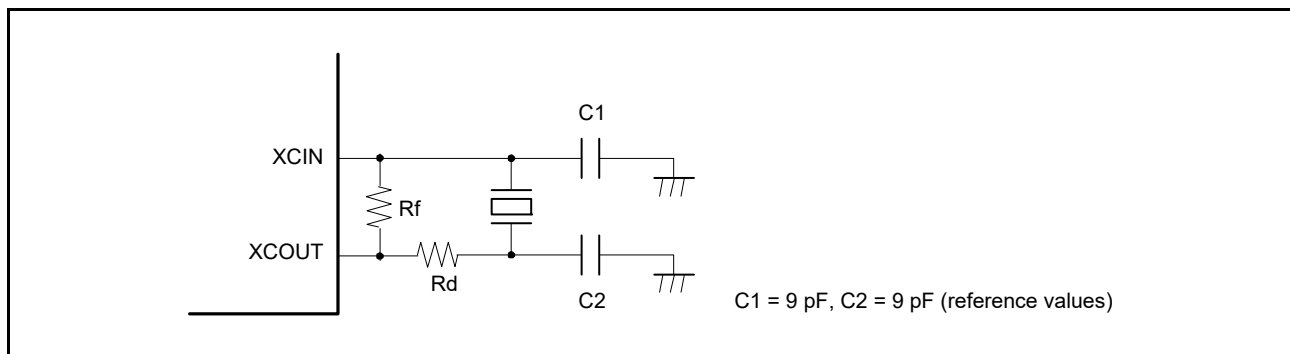 C1
XCIN
Rf
XCOUT
Rd
C2
C1 = 9 pF, C2 = 9 pF (reference values)